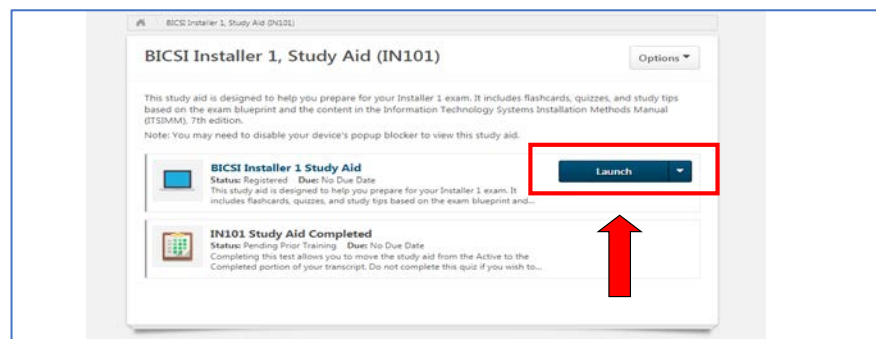 BICSI Installer 1, Study Aid (IN101)
BICSI Installer 1, Study Aid (IN101)
Options
This study aid is designed to help you prepare for your Installer 1 exam. It includes flashcards, quizzes, and study tips
based on the exam blueprint and the content in the Information Technology Systems Installation Methods Manual
(ITSIMM), 7th edition.
Note: You may need to disable your device's popup blocker to view this study aid.
BICSI Installer 1 Study Aid
Status: Registered Due: No Due Date
This study aid is designed to help you prepare for your Installer 1 exam. It
includes flashcards, quizzes, and study tips based on the exam blueprint and...
Launch
IN101 Study Aid Completed
Status: Pending Prior Training Due: No Due Date
Completing this test allows you to move the study aid from the Active to the
Completed portion of your transcript. Do not complete this quiz if you wish to...